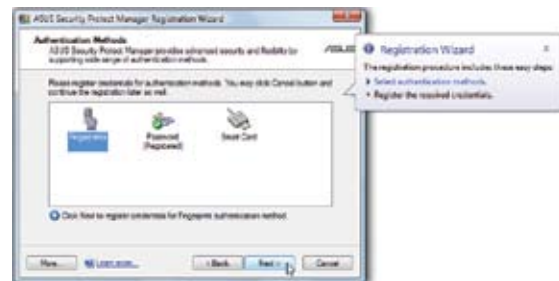 ASUS Security Protect Manager Registration Wizard
Authentication Methods
ASUS Security Protect Manager provides advanced security and flexibility by
supporting wide range of authentication methods.
ASUS
Please register credentials for authentication methods. You may click Cancel button and
continue the registration later as well.
Fingerprint
Password
(Registered)
Smart Card
Click Next to register credentials for Fingerprint authentication method.
More...
Learn more...
< Back
Next >
Cancel
Registration Wizard
x
The registration procedure includes these easy steps:
Select authentication methods.
• Register the required credentials.